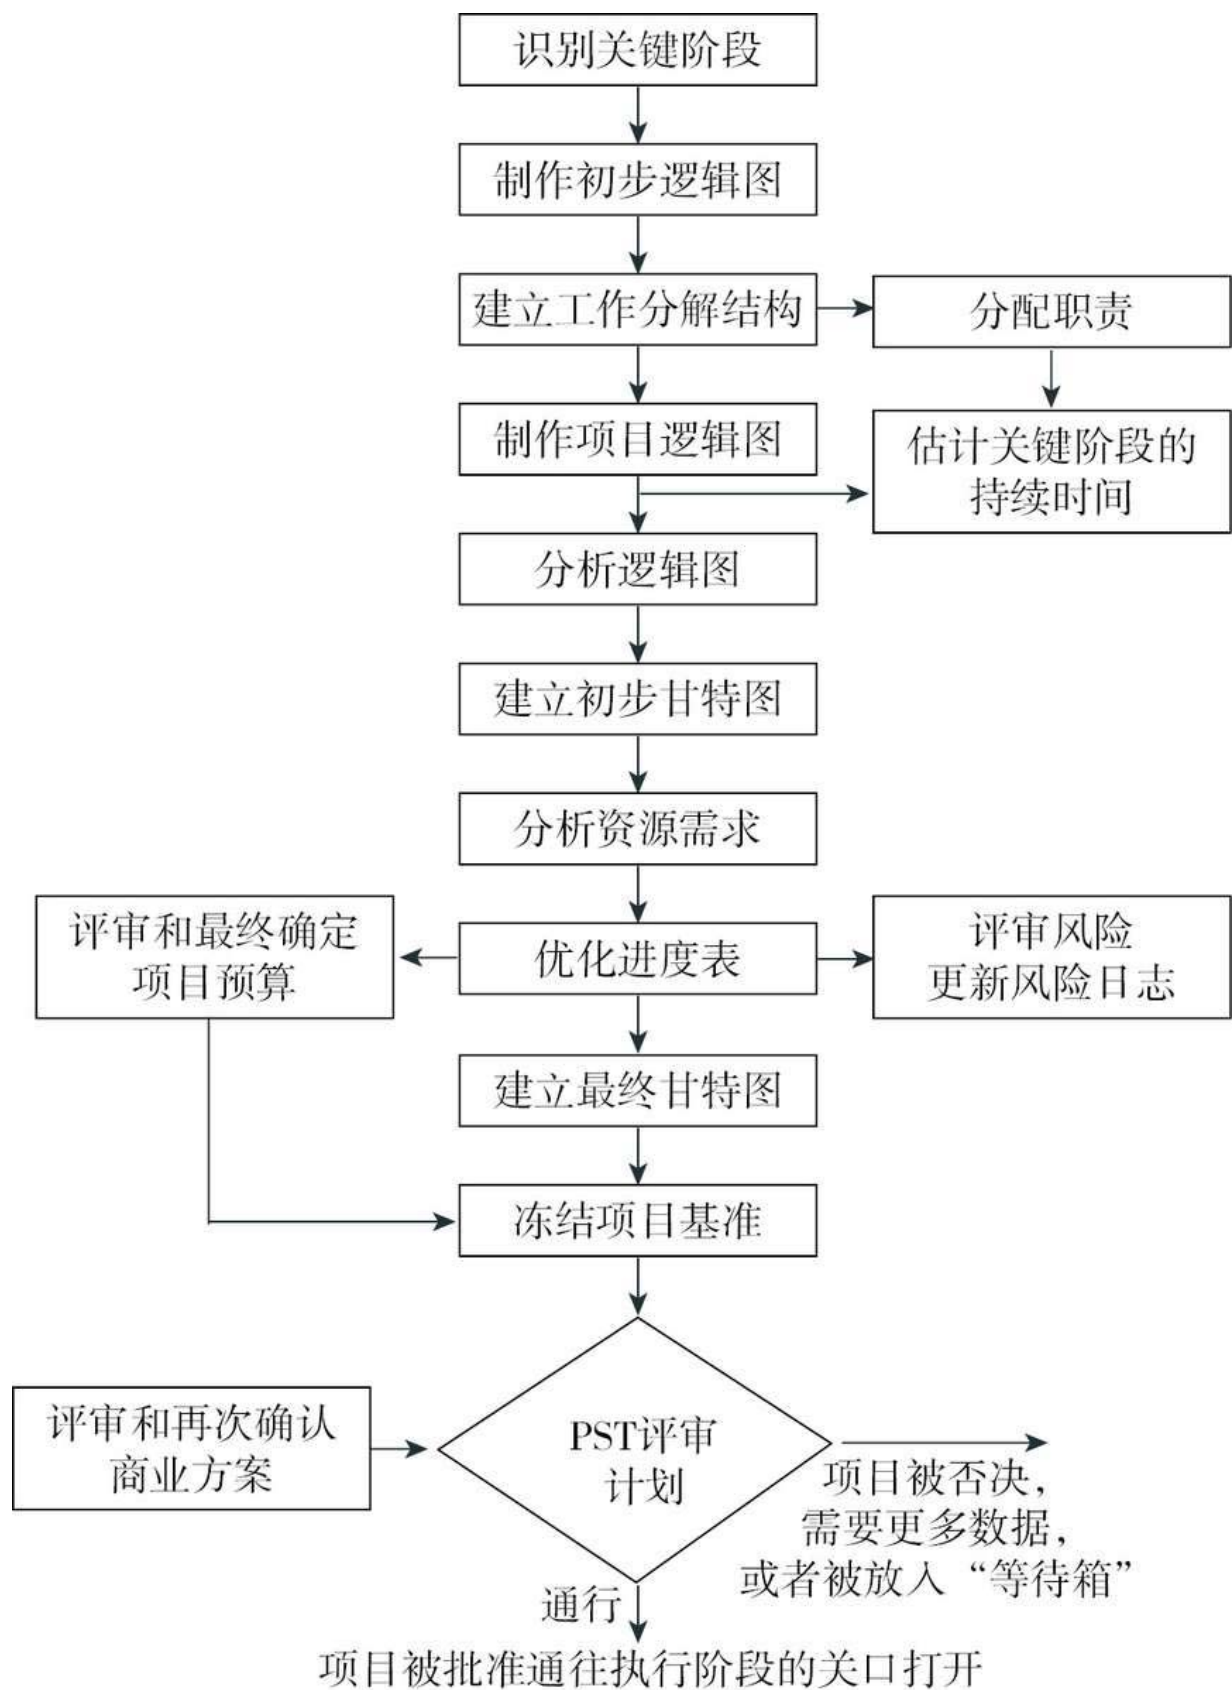 识别关键阶段
制作初步逻辑图
建立工作分解结构
分配职责
制作项目逻辑图
估计关键阶段的
持续时间
分析逻辑图
建立初步甘特图
分析资源需求
评审和最终确定
项目预算
优化进度表
评审风险
更新风险日志
建立最终甘特图
冻结项目基准
评审和再次确认
商业方案
PST评审
计划
项目被否决，
需要更多数据，
或者被放入“等待箱”
通行
项目被批准通往执行阶段的关口打开